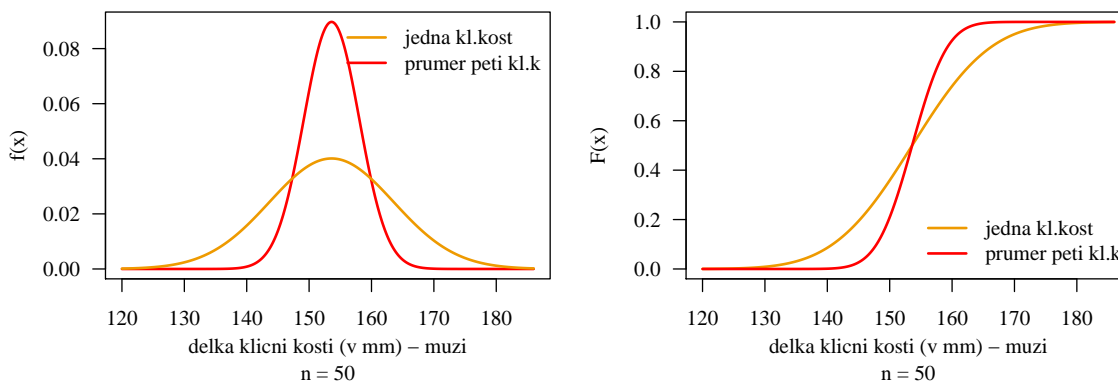 f(x)
0.08
0.06
0.04
0.02
0.00
jedna kl.kost
prumer peti kl.k
120 130 140 150 160 170 180
delka klicni kosti (v mm) – muzi
n = 50
F(x)
1.0
0.8
0.6
0.4
0.2
0.0
jedna kl.kost
prumer peti kl.k
120 130 140 150 160 170 180
delka klicni kosti (v mm) – muzi
n = 50